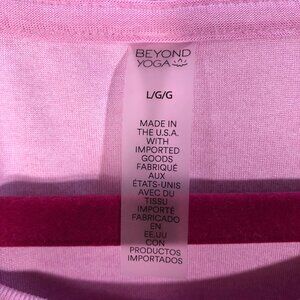 BEYOND
YOGA
L/G/G
MADE IN
THE U.S.A.
WITH
IMPORTED
GOODS
FABRIQUÉ
AUX
ÉTATS-UNIS
AVEC DU
TISSU
IMPORTÉ
FABRICADO
EN
EE.UU
CON
PRODUCTOS
IMPORTADOS